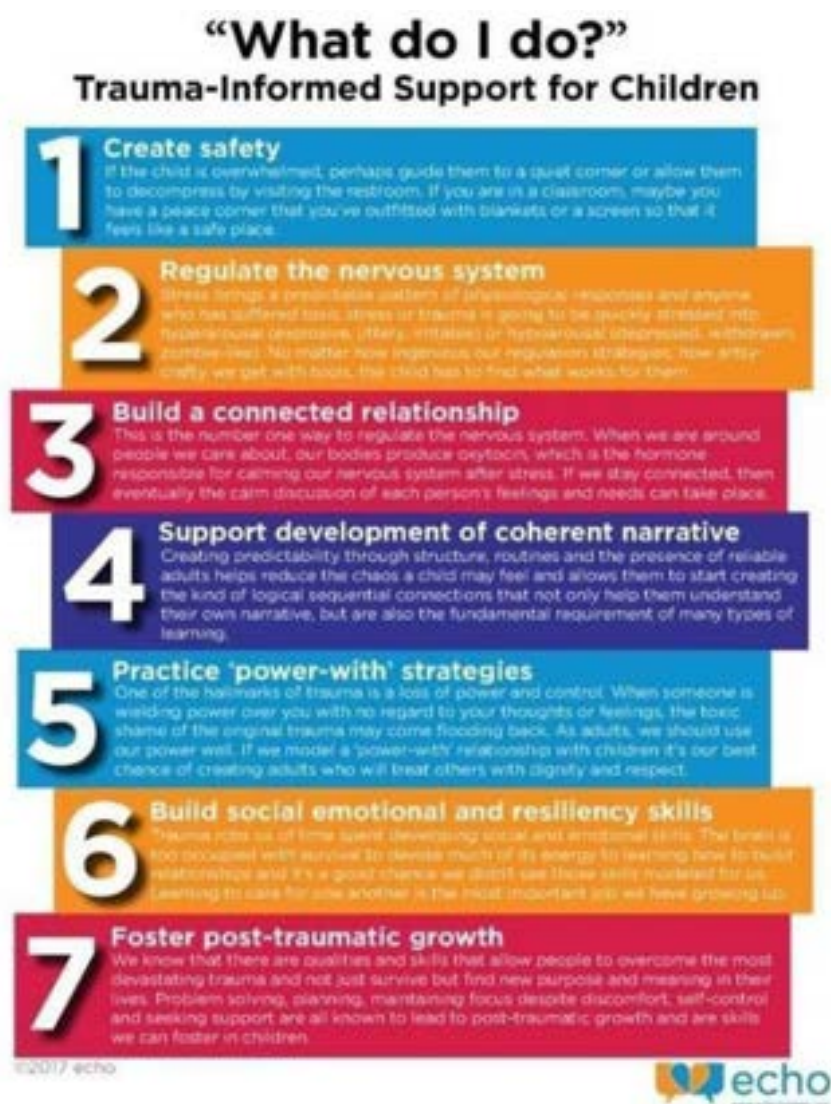 “What do I do?”
Trauma-Informed Support for Children
1
Create safety
If the child is overwhelmed, perhaps guide them to a quiet corner or allow them
to decompress by visiting the restroom. If you are in a classroom, maybe you
have a peace corner that you've outfitted with blankets or a screen so that it
feels like a safe place.
2
Regulate the nervous system
Stress brings a predictable pattern of physiological responses and anyone
who has suffered toxic stress or trauma is going to be quickly stressed into
hyperarousal (explosive, jittery, irritable) or hypoarousal (depressed, withdrawn,
zombie-like). No matter how ingenious our regulation strategies, how artsy-
crafty we get with tools, the child has to find what works for them.
3
Build a connected relationship
This is the number one way to regulate the nervous system. When we are around
people we care about, our bodies produce oxytocin, which is the hormone
responsible for calming our nervous system after stress. If we stay connected, then
eventually the calm discussion of each person's feelings and needs can take place.
4
Support development of coherent narrative
Creating predictability through structure, routines and the presence of reliable
adults helps reduce the chaos a child may feel and allows them to start creating
the kind of logical sequential connections that not only help them understand
their own narrative, but are also the fundamental requirement of many types of
learning.
5
Practice ‘power-with’ strategies
One of the hallmarks of trauma is a loss of power and control. When someone is
wielding power over you with no regard to your thoughts or feelings, the toxic
shame of the original trauma may come flooding back. As adults, we should use
our power well. If we model a ‘power-with’ relationship with children it's our best
chance of creating adults who will treat others with dignity and respect.
6
Build social emotional and resiliency skills
Trauma robs us of time spent developing social and emotional skills. The brain is
too occupied with survival to devote much of its energy to learning how to build
relationships and it's a good chance we didn't see those skills modeled for us.
Learning to care for one another is the most important job we have growing up.
7
Foster post-traumatic growth
We know that there are qualities and skills that allow people to overcome the most
devastating trauma and not just survive but find new purpose and meaning in their
lives. Problem solving, planning, maintaining focus despite discomfort, self-control
and seeking support are all known to lead to post-traumatic growth and are skills
we can foster in children.
©2017 echo
echo